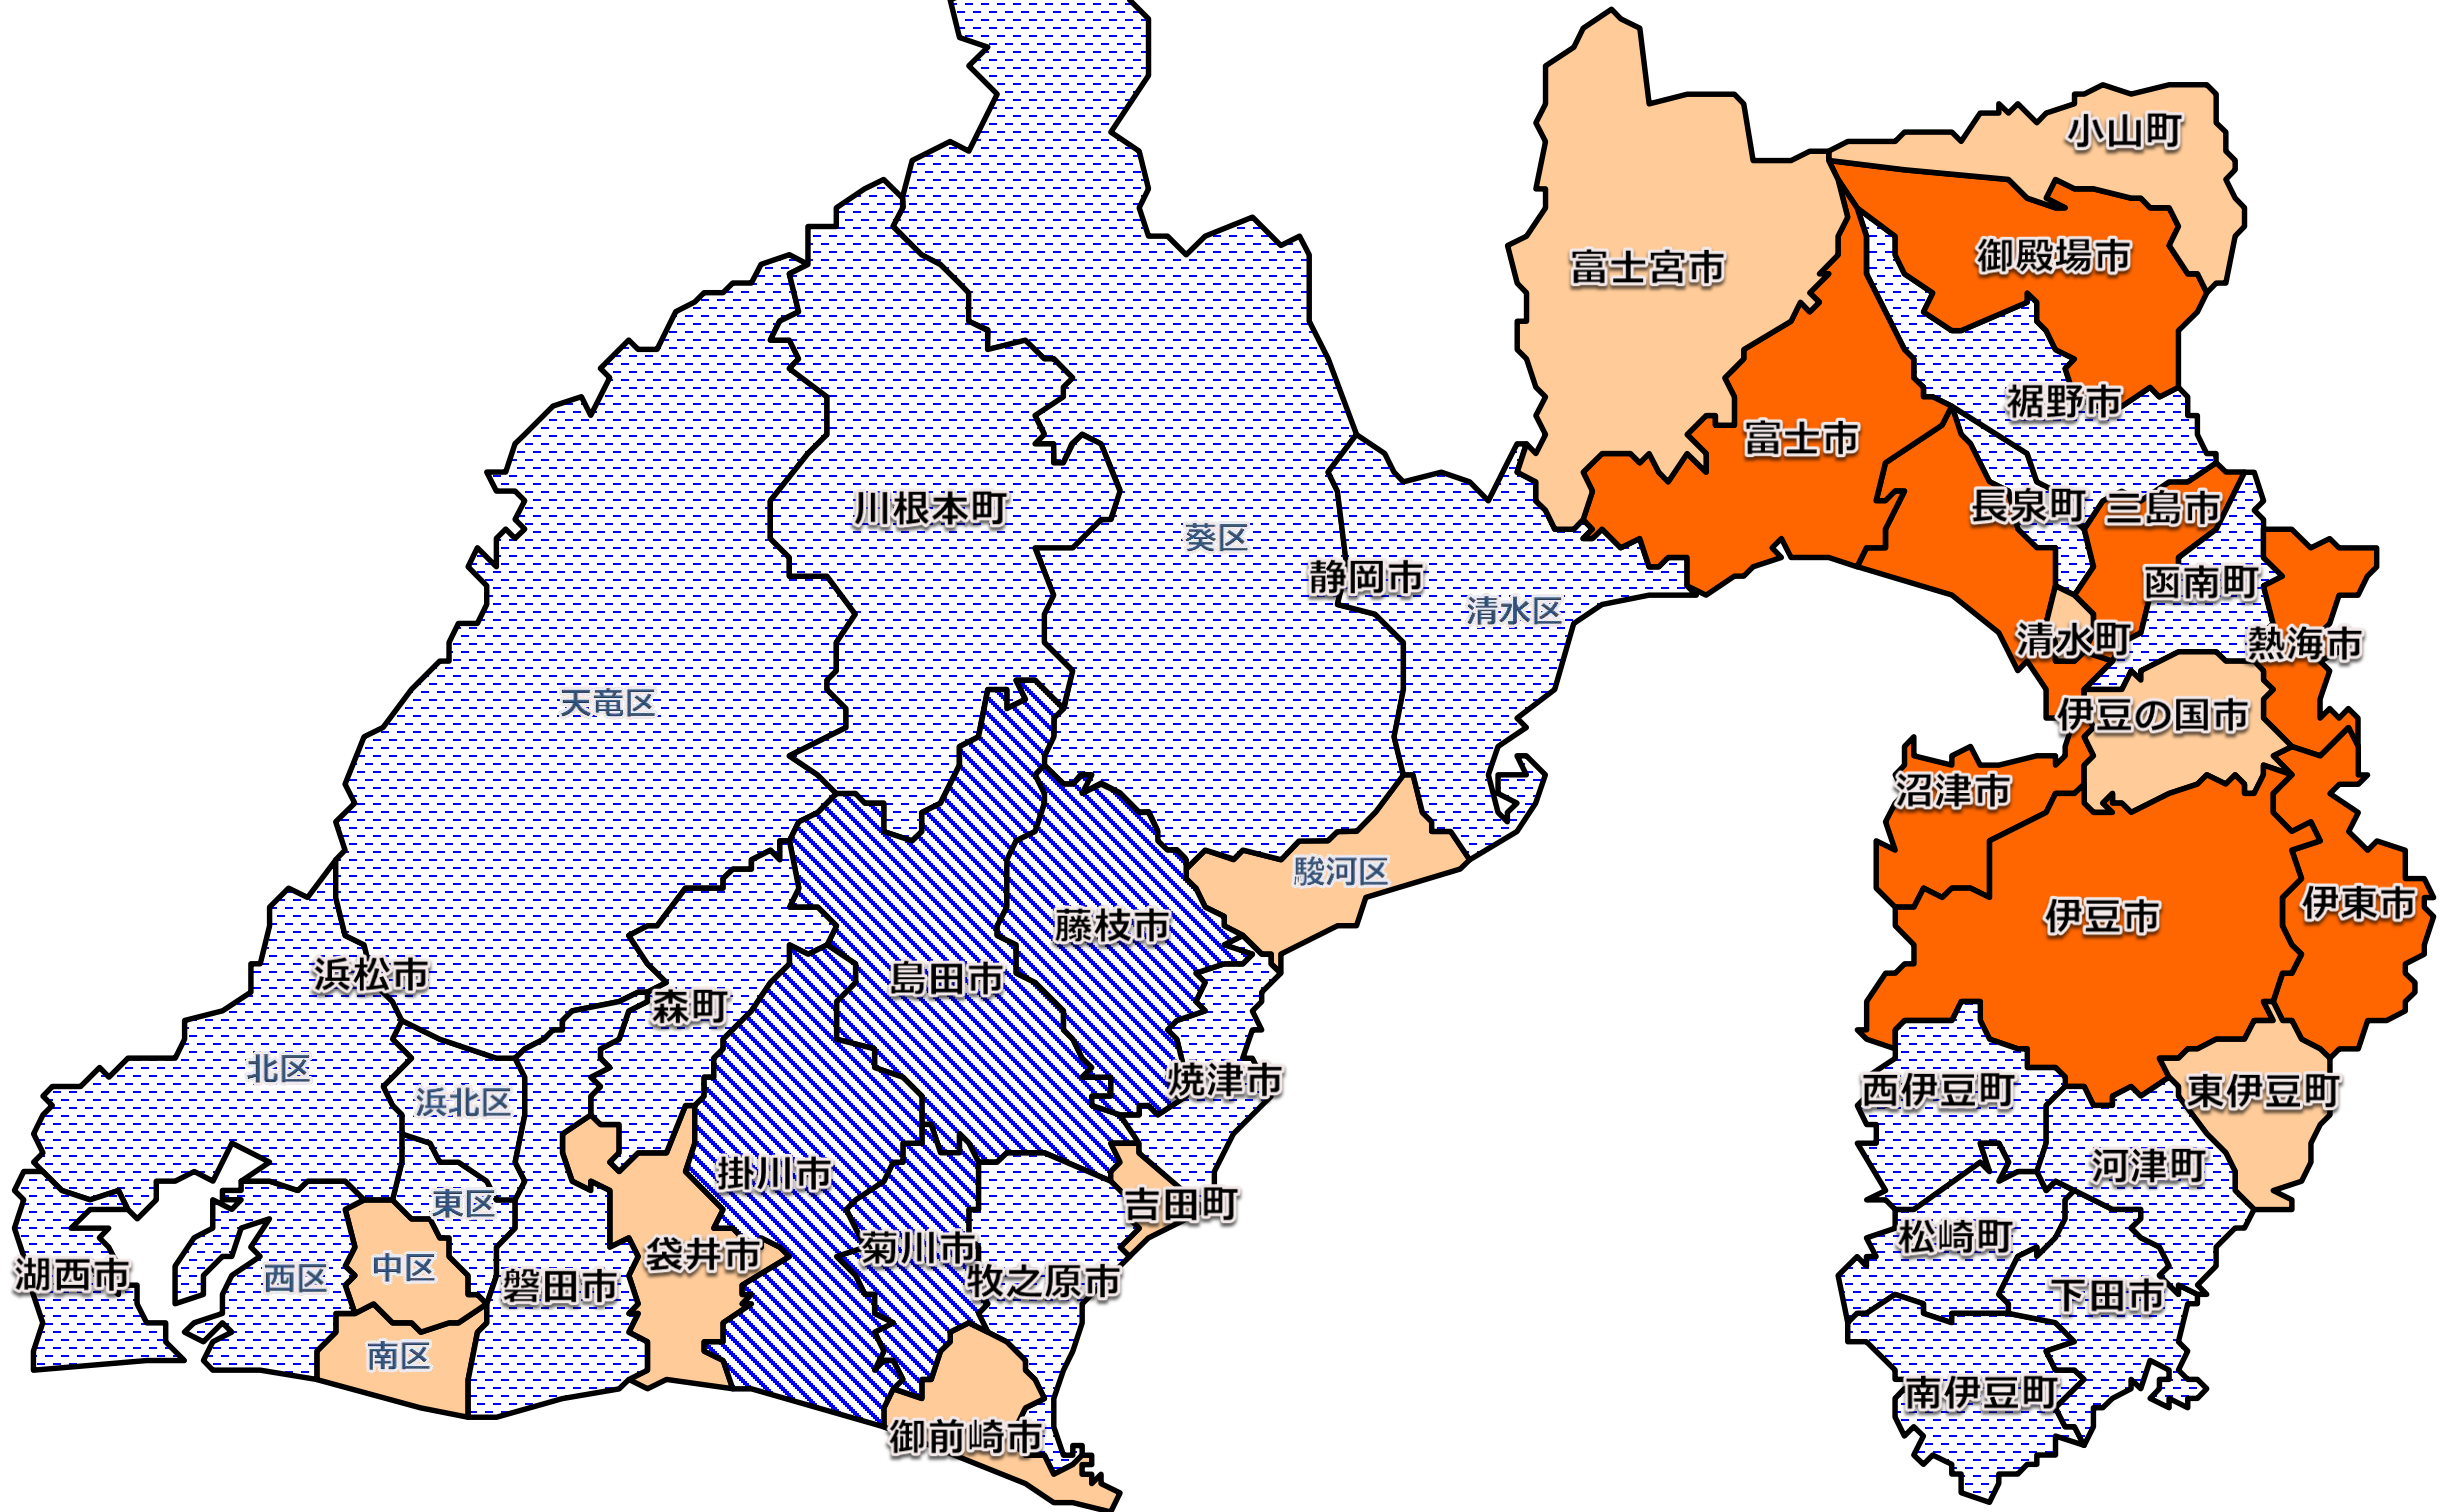 小山町
御殿場市
富士宮市
裾野市
富士市
長泉町
三島市
川根本町
葵区
静岡市
函南町
清水区
清水町
熱海市
天竜区
伊豆の国市
沼津市
駿河区
伊豆市
伊東市
藤枝市
浜松市
島田市
森町
北区
焼津市
浜北区
西伊豆町
東伊豆町
掛川市
河津町
東区
吉田町
松崎町
袋井市
菊川市
湖西市
西区
中区
磐田市
牧之原市
下田市
南区
南伊豆町
御前崎市